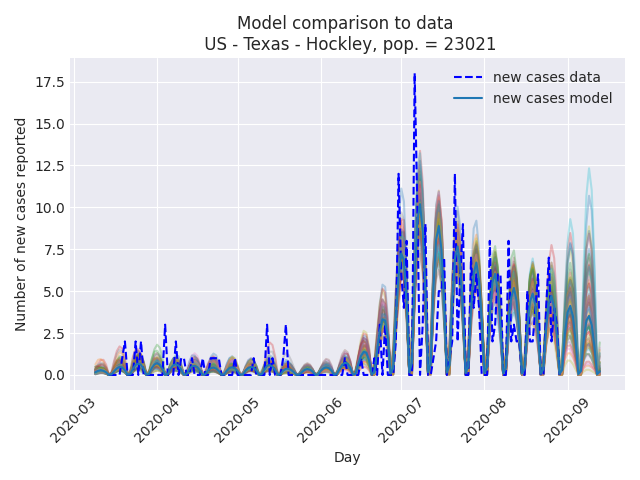 Model comparison to data
US - Texas - Hockley, pop. = 23021
new cases data
new cases model
Number of new cases reported
17.5
15.0
12.5
10.0
7.5
5.0
2.5
0.0
2020-03
2020-04
2020-05
2020-06
2020-07
2020-08
2020-09
Day